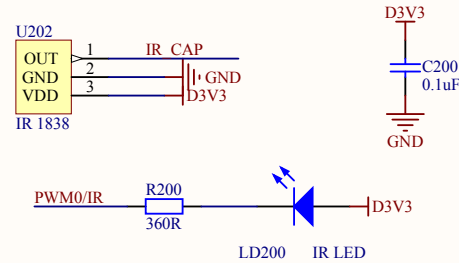 U202
OUT 1 IR_CAP
GND 2 GND
VDD 3 D3V3
IR 1838
D3V3
C200
0.1uF
GND
PWM0/IR R200 D3V3
360R
LD200 IR LED